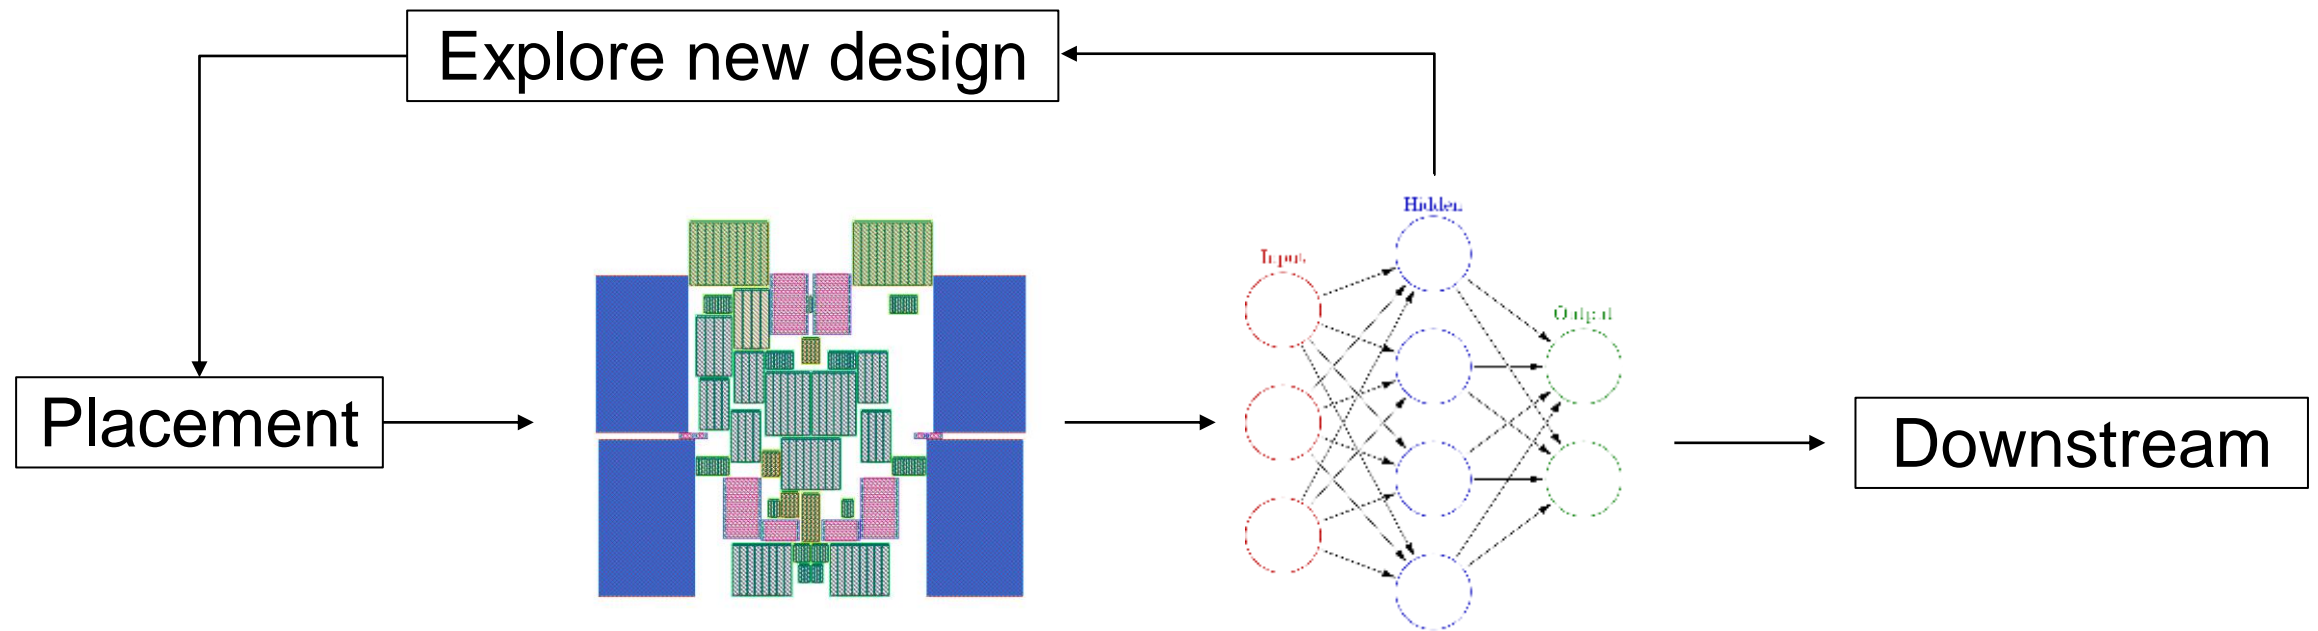 Explore new design
Hidden
Input
Output
Placement
Downstream